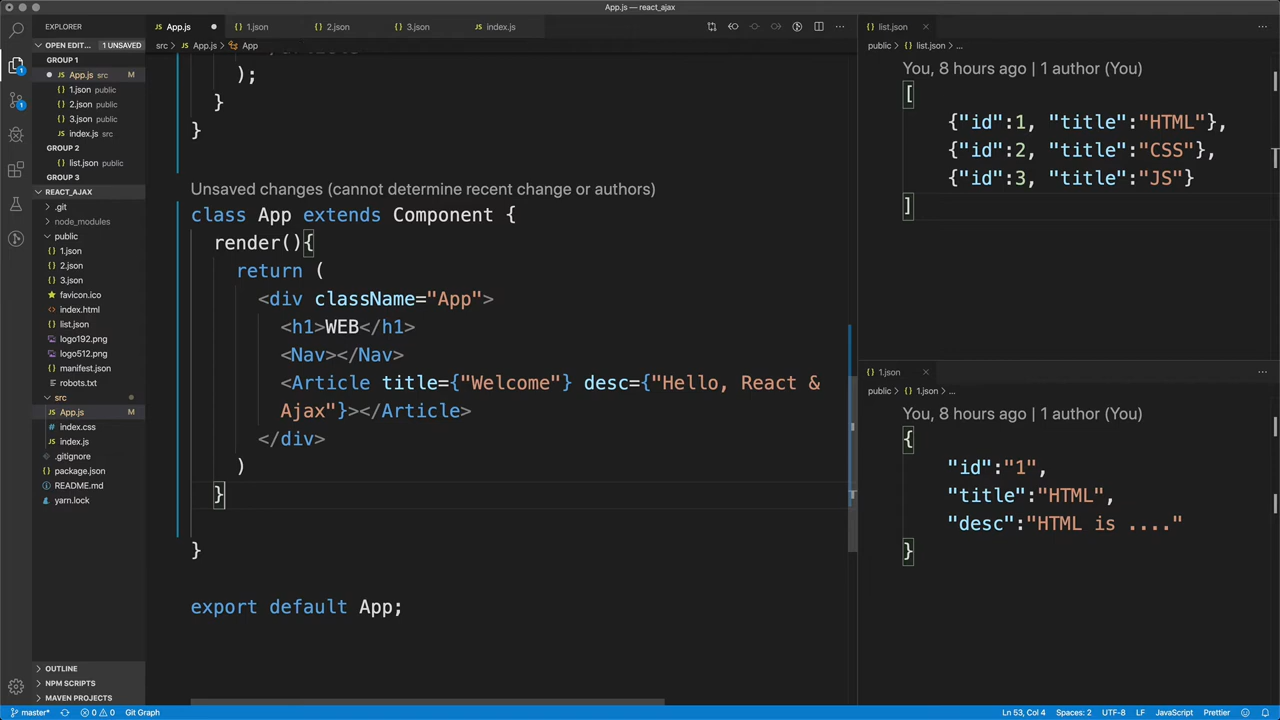 App.js — react_ajax
EXPLORER
OPEN EDIT... 1 UNSAVED
GROUP 1
App.js src M
1.json public
2.json public
3.json public
index.js src
GROUP 2
list.json public
GROUP 3
REACT_AJAX
.git
node_modules
public
1.json
2.json
3.json
favicon.ico
index.html
list.json
logo192.png
logo512.png
manifest.json
robots.txt
src
App.js M
index.css
index.js
.gitignore
package.json
README.md
yarn.lock
OUTLINE
NPM SCRIPTS
MAVEN PROJECTS
App.js
1.json
2.json
3.json
index.js
src > App.js > App
);
}
}
Unsaved changes (cannot determine recent change or authors)
class App extends Component {
render(){
return (
<div className="App">
<h1>WEB</h1>
<Nav></Nav>
<Article title={"Welcome"} desc={"Hello, React &
Ajax"}></Article>
</div>
)
}
}
export default App;
list.json
public > list.json > ...
You, 8 hours ago | 1 author (You)
[
{"id":1, "title":"HTML"},
{"id":2, "title":"CSS"},
{"id":3, "title":"JS"}
]
1.json
public > 1.json > ...
You, 8 hours ago | 1 author (You)
{
"id":"1",
"title":"HTML",
"desc":"HTML is ...."
}
master* 0 0 Git Graph
Ln 53, Col 4 Spaces: 2 UTF-8 LF JavaScript Prettier